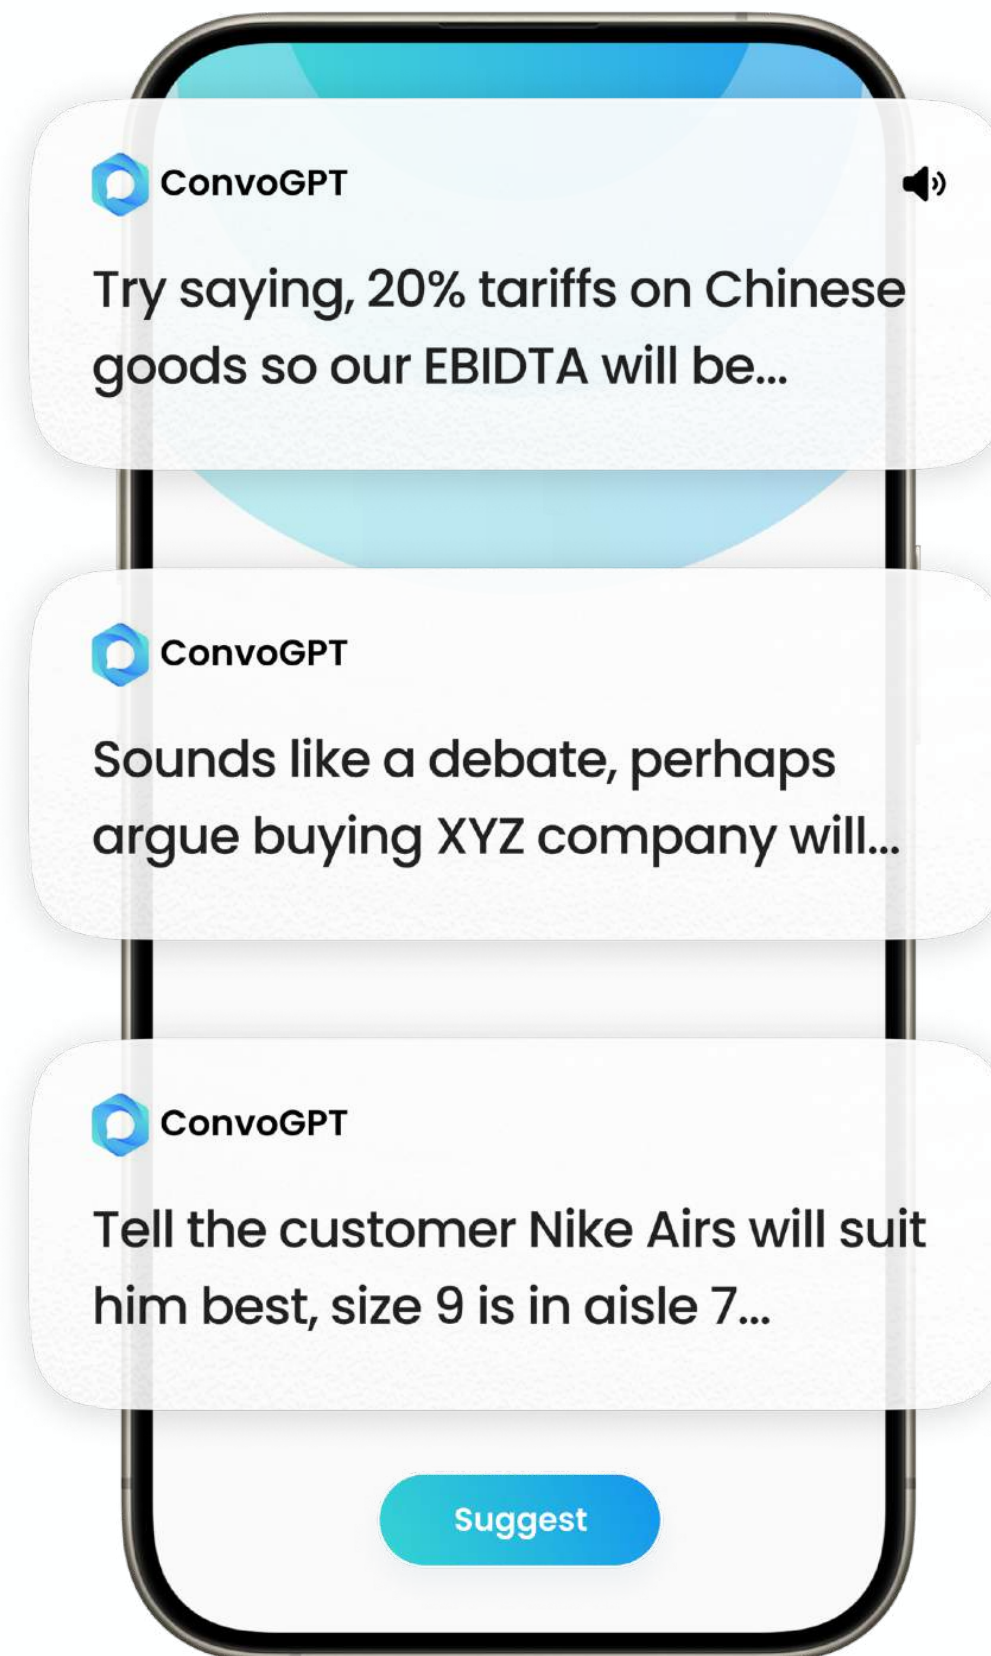 ConvoGPT
Try saying, 20% tariffs on Chinese
goods so our EBIDTA will be...
ConvoGPT
Sounds like a debate, perhaps
argue buying XYZ company will...
ConvoGPT
Tell the customer Nike Airs will suit
him best, size 9 is in aisle 7...
Suggest